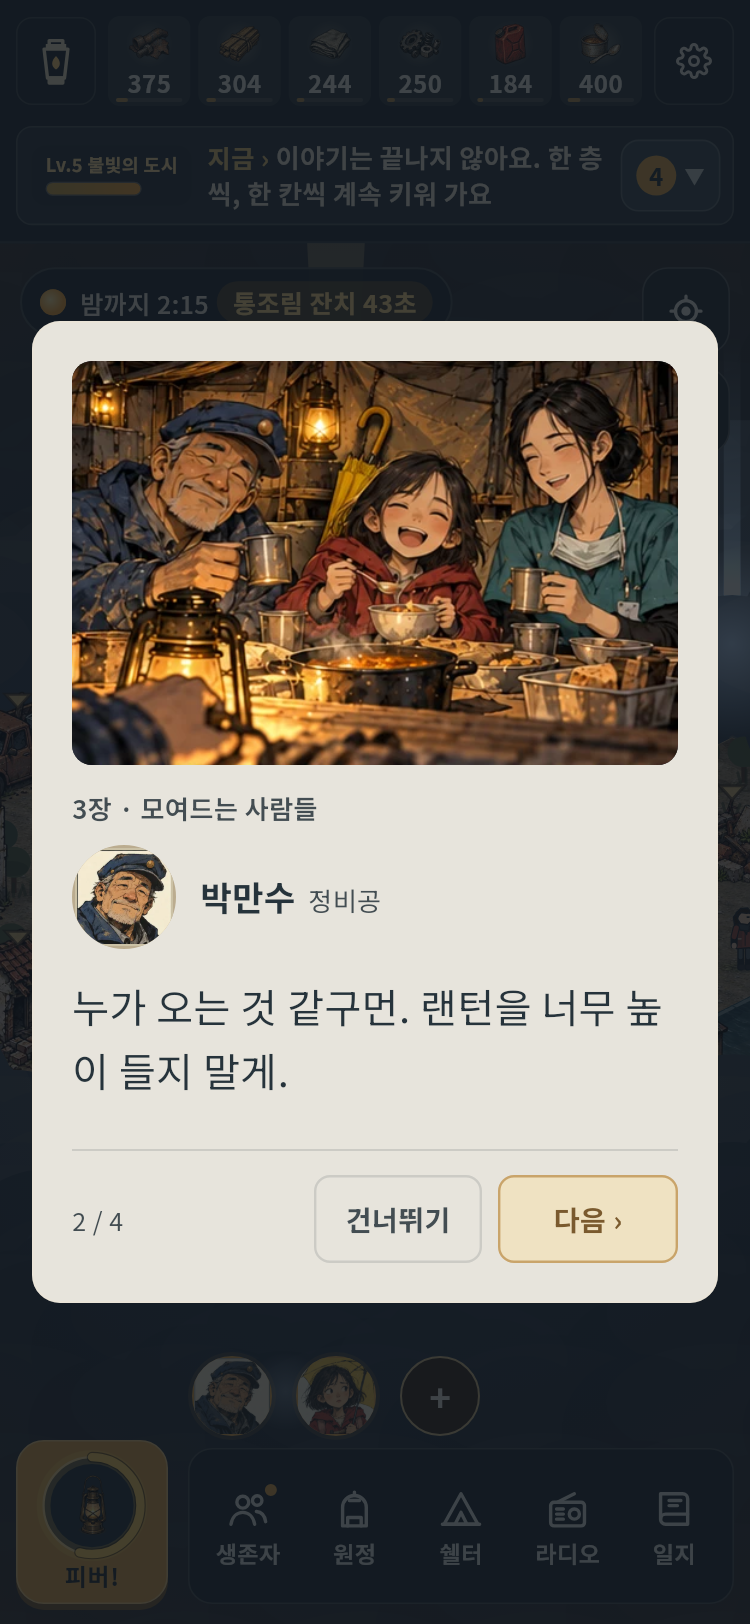 375 304 244 250 184 400
Lv.5 불빛의 도시
지금 › 이야기는 끝나지 않아요. 한 층
씩, 한 칸씩 계속 키워 가요
4 ▼
밤까지 2:15 통조림 잔치 43초
3장 · 모여드는 사람들
박만수 정비공
누가 오는 것 같구먼. 랜턴을 너무 높
이 들지 말게.
2 / 4 건너뛰기 다음 ›
+
피버!
생존자 원정 쉘터 라디오 일지